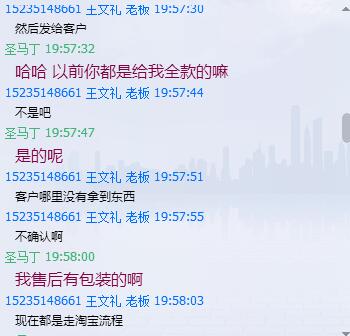 15235148661 王文礼 老板 19:57:30
然后发给客户
圣马丁 19:57:32
哈哈 以前你都是给我全款的嘛
15235148661 王文礼 老板 19:57:44
不是吧
圣马丁 19:57:47
是的呢
15235148661 王文礼 老板 19:57:51
客户哪里没有拿到东西
15235148661 王文礼 老板 19:57:55
不确认啊
圣马丁 19:58:00
我售后有包装的啊
15235148661 王文礼 老板 19:58:03
现在都是走淘宝流程